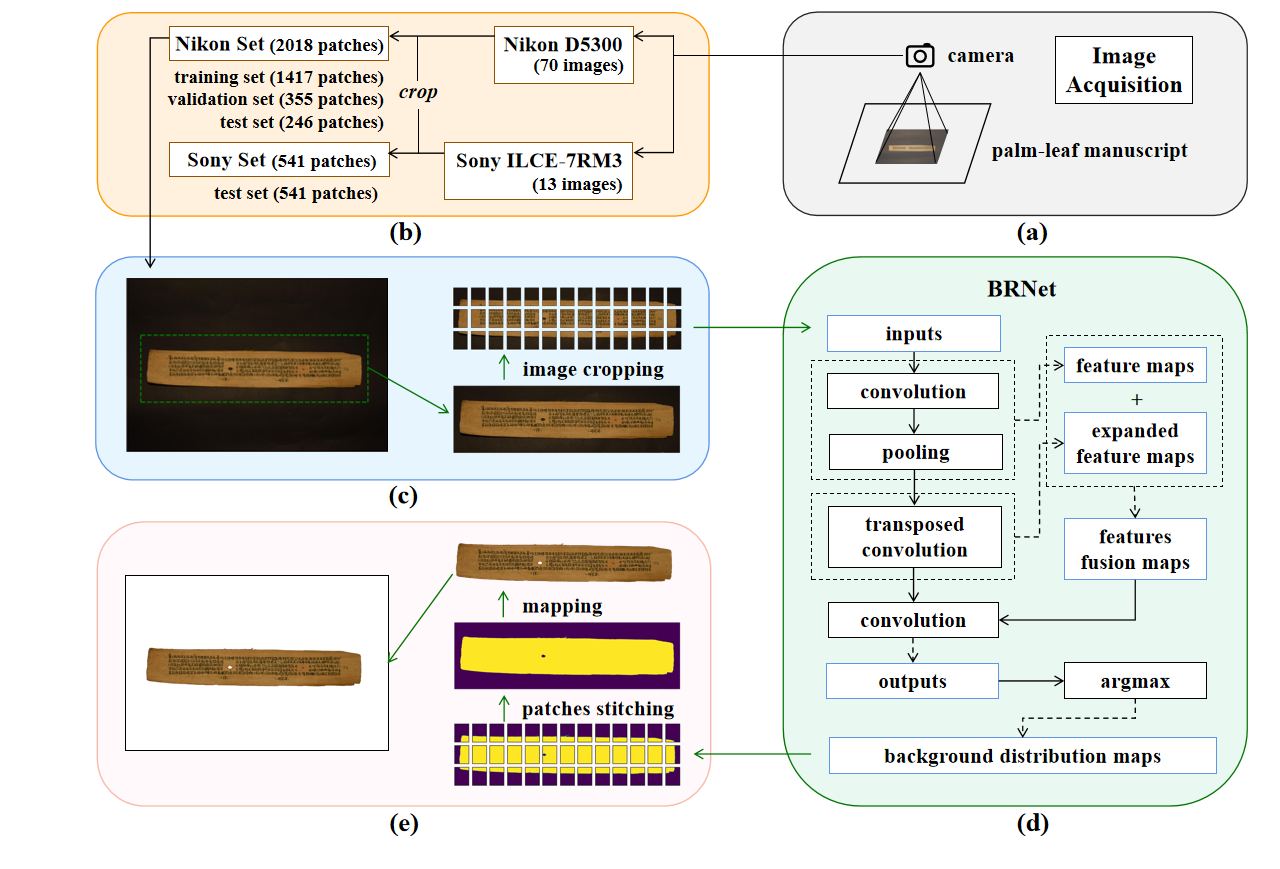 Nikon Set (2018 patches)
training set (1417 patches)
validation set (355 patches)
test set (246 patches)
Sony Set (541 patches)
test set (541 patches)
crop
Nikon D5300
(70 images)
Sony ILCE-7RM3
(13 images)
(b)
camera
Image
Acquisition
palm-leaf manuscript
(a)
image cropping
(c)
BRNet
inputs
convolution
pooling
transposed
convolution
convolution
outputs
feature maps
+
expanded
feature maps
features
fusion maps
argmax
background distribution maps
(d)
mapping
patches stitching
(e)